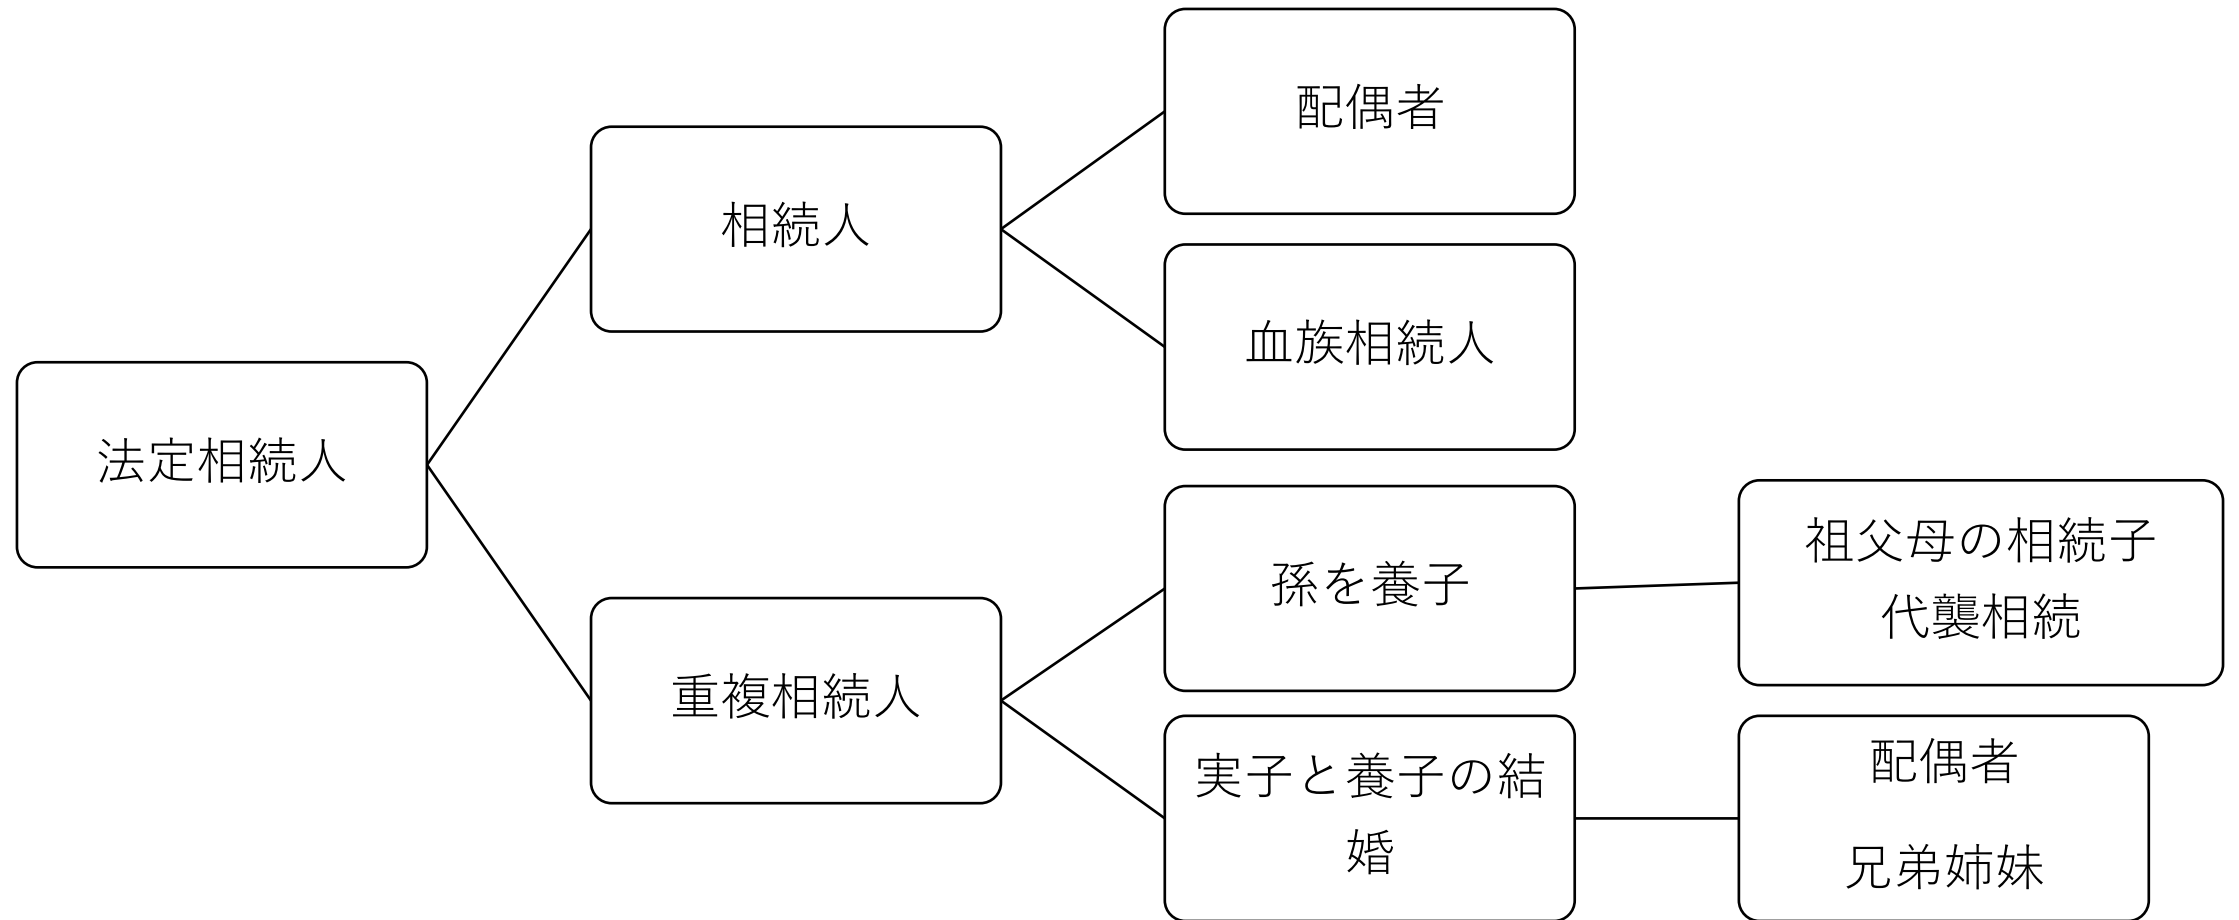 配偶者
相続人
血族相続人
法定相続人
孫を養子
祖父母の相続子
代襲相続
重複相続人
実子と養子の結
婚
配偶者
兄弟姉妹